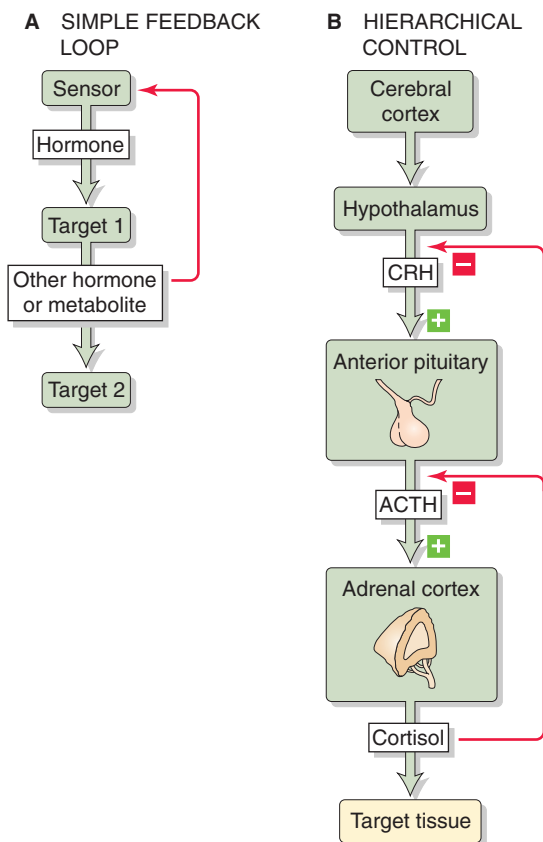 A SIMPLE FEEDBACK
LOOP
Sensor
Hormone
Target 1
Other hormone
or metabolite
Target 2
B HIERARCHICAL
CONTROL
Cerebral
cortex
Hypothalamus
−
CRH
+
Anterior pituitary
−
ACTH
+
Adrenal cortex
Cortisol
Target tissue